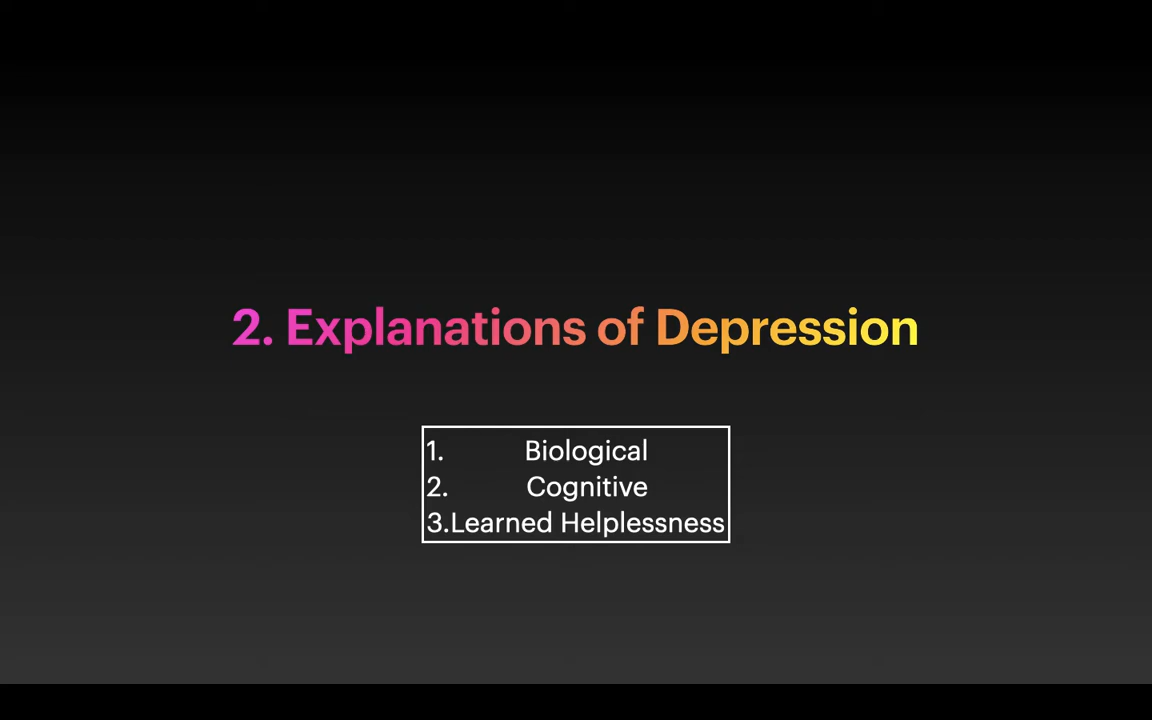 2. Explanations of Depression
1. Biological
2. Cognitive
3.Learned Helplessness